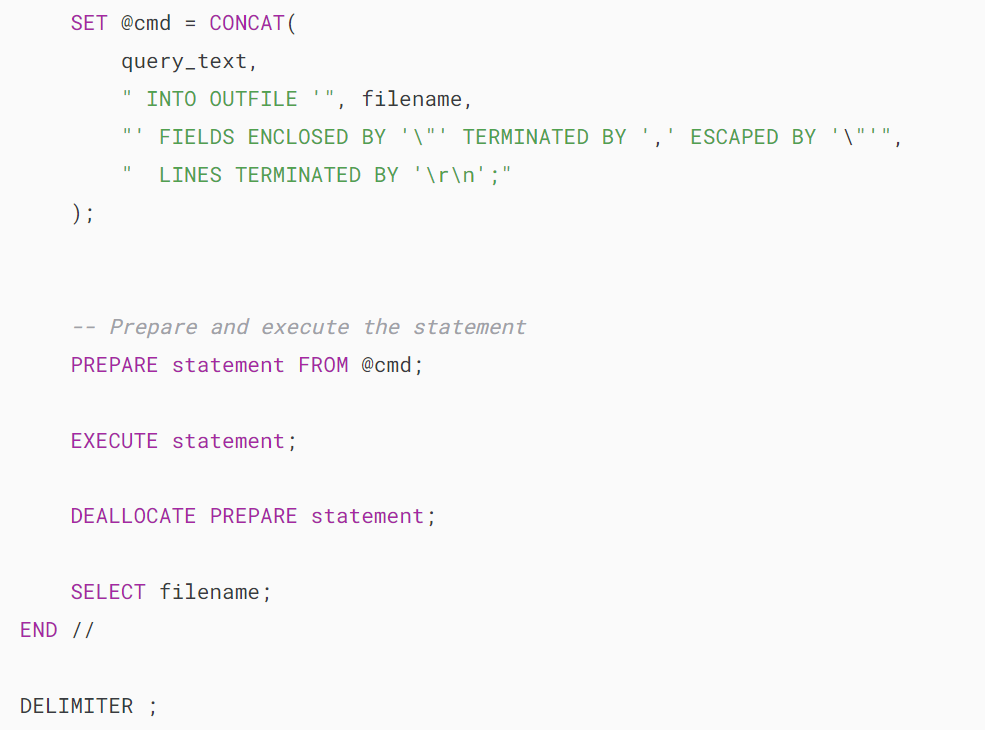 SET @cmd = CONCAT(
query_text,
" INTO OUTFILE '", filename,
"' FIELDS ENCLOSED BY '\"' TERMINATED BY ',' ESCAPED BY '\"'",
"  LINES TERMINATED BY '\r\n';"
);
-- Prepare and execute the statement
PREPARE statement FROM @cmd;
EXECUTE statement;
DEALLOCATE PREPARE statement;
SELECT filename;
END //
DELIMITER ;